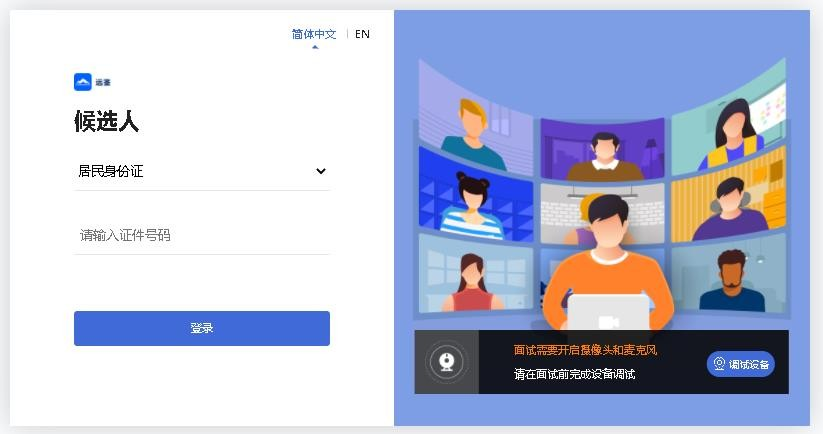 简体中文
EN
远荃
候选人
居民身份证
请输入证件号码
登录
面试需要开启摄像头和麦克风
请在面试前完成设备调试
调试设备